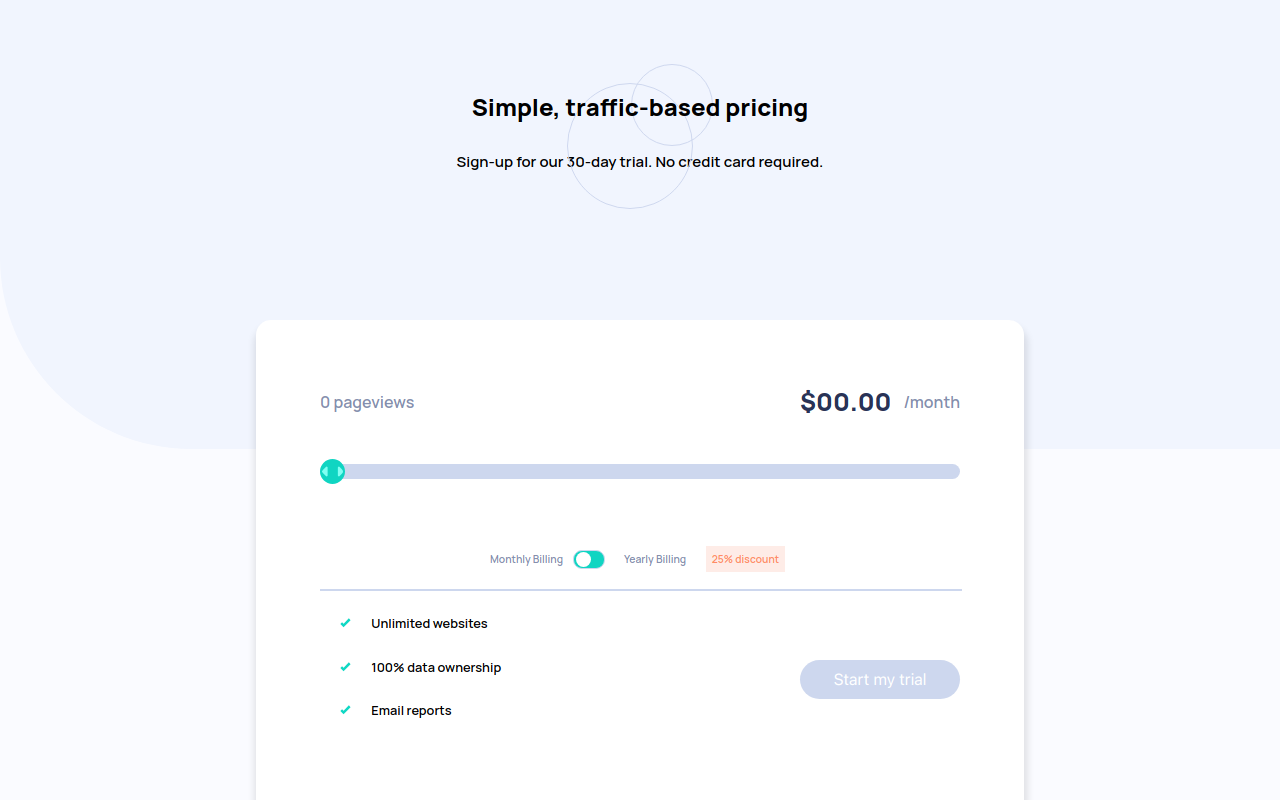 Simple, traffic-based pricing
Sign-up for our 30-day trial. No credit card required.
0 pageviews
$00.00 /month
Monthly Billing
Yearly Billing
25% discount
Unlimited websites
100% data ownership
Email reports
Start my trial